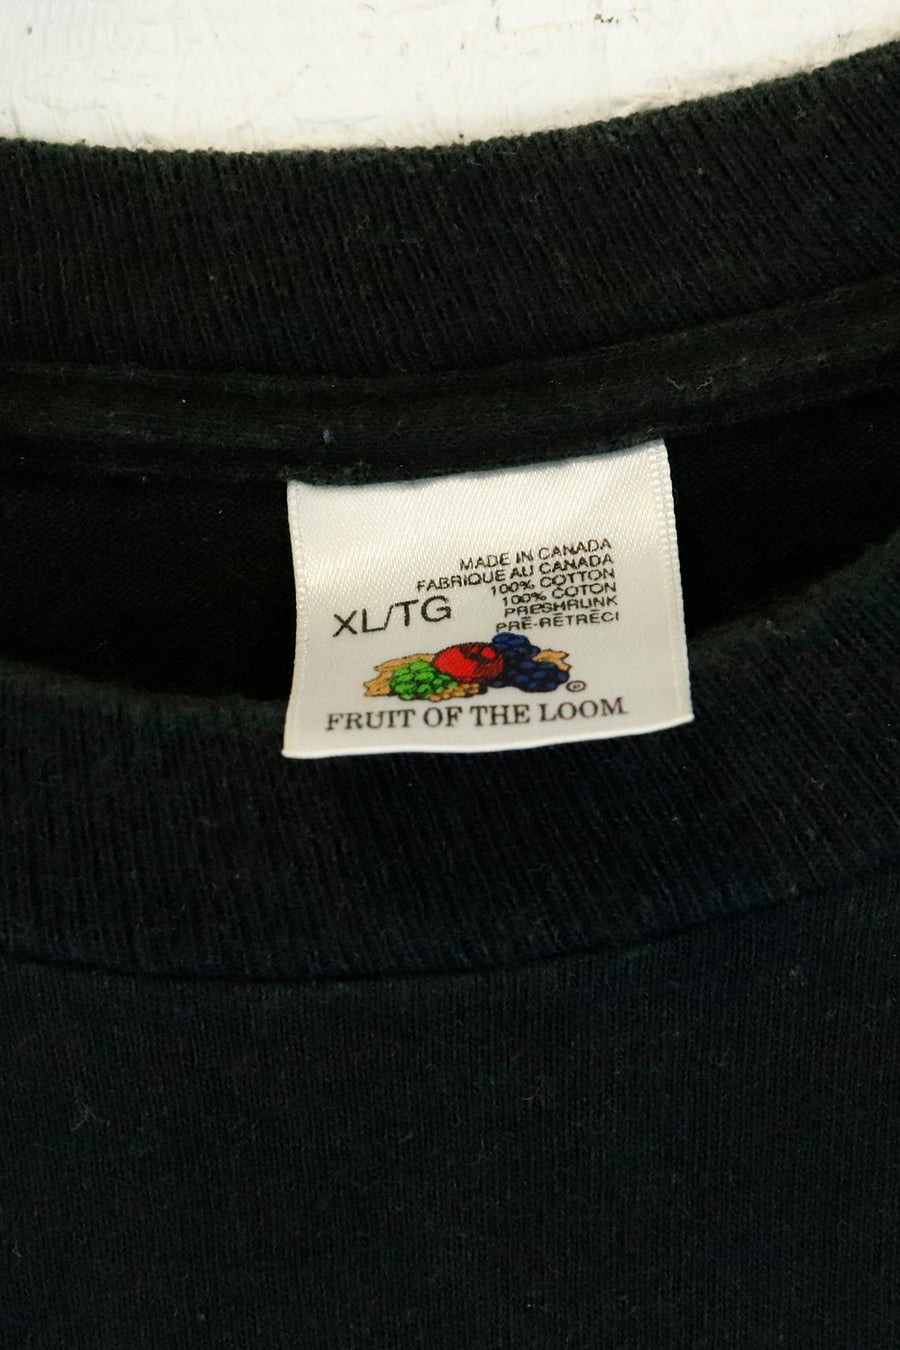 MADE IN CANADA
FABRIQUE AU CANADA
100% COTTON
100% COTON
PRESHRUNK
PRÉ-RÉTRÉCI
XL/TG
®
FRUIT OF THE LOOM